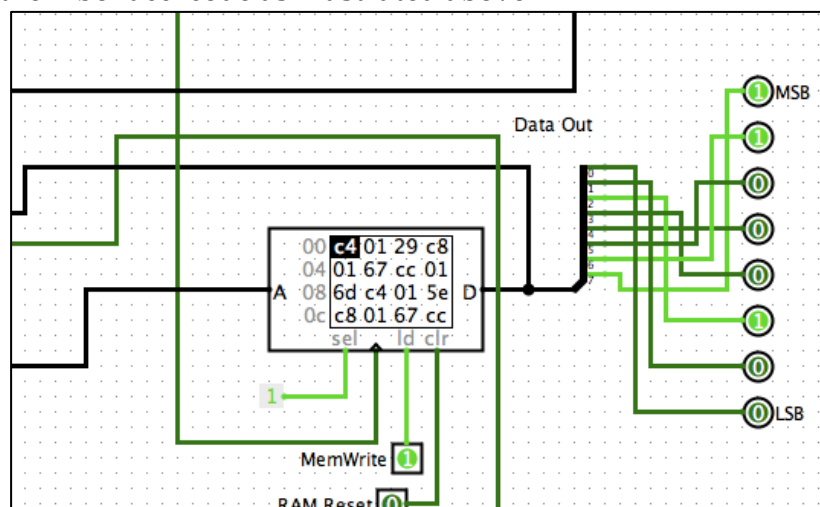 1 MSB
Data Out
1
0
1
2
3
4
5
6
7
0
0
00 c4 01 29 c8
04 01 67 cc 01
0
A 08 6d c4 01 5e D
0c c8 01 67 cc
1
sel ld clr
0
1
0 LSB
MemWrite 1
RAM Reset 0